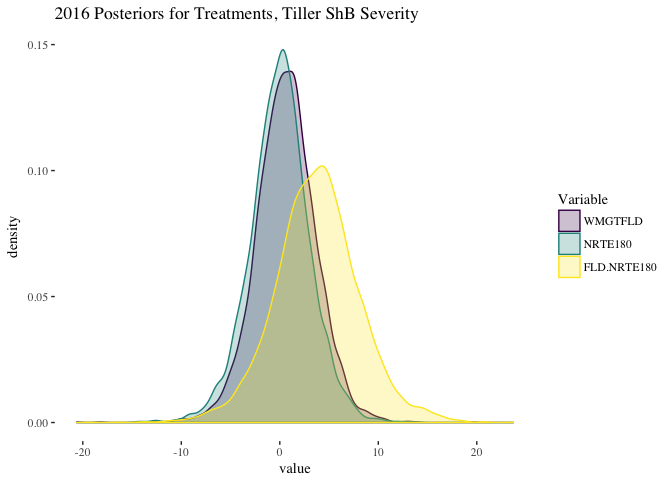 2016 Posteriors for Treatments, Tiller ShB Severity
0.15
0.10
0.05
0.00
density
-20
-10
0
10
20
value
Variable
WMGTFLD
NRTE180
FLD.NRTE180